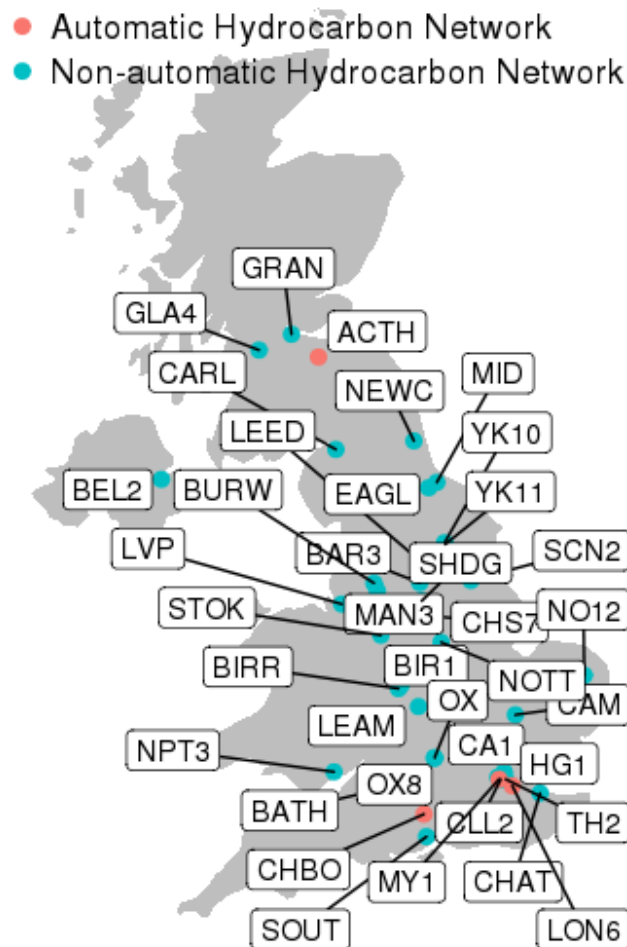 Automatic Hydrocarbon Network
Non-automatic Hydrocarbon Network
GRAN
GLA4
ACTH
CARL
MID
NEWC
LEED
YK10
BEL2
BURW
EAGL
YK11
LVP
BAR3
SHDG
SCN2
STOK
MAN3
CHS7
NO12
BIRR
BIR1
NOTT
LEAM
OX
CAM
NPT3
CA1
HG1
BATH
OX8
CLL2
TH2
CHBO
MY1
CHAT
SOUT
LON6